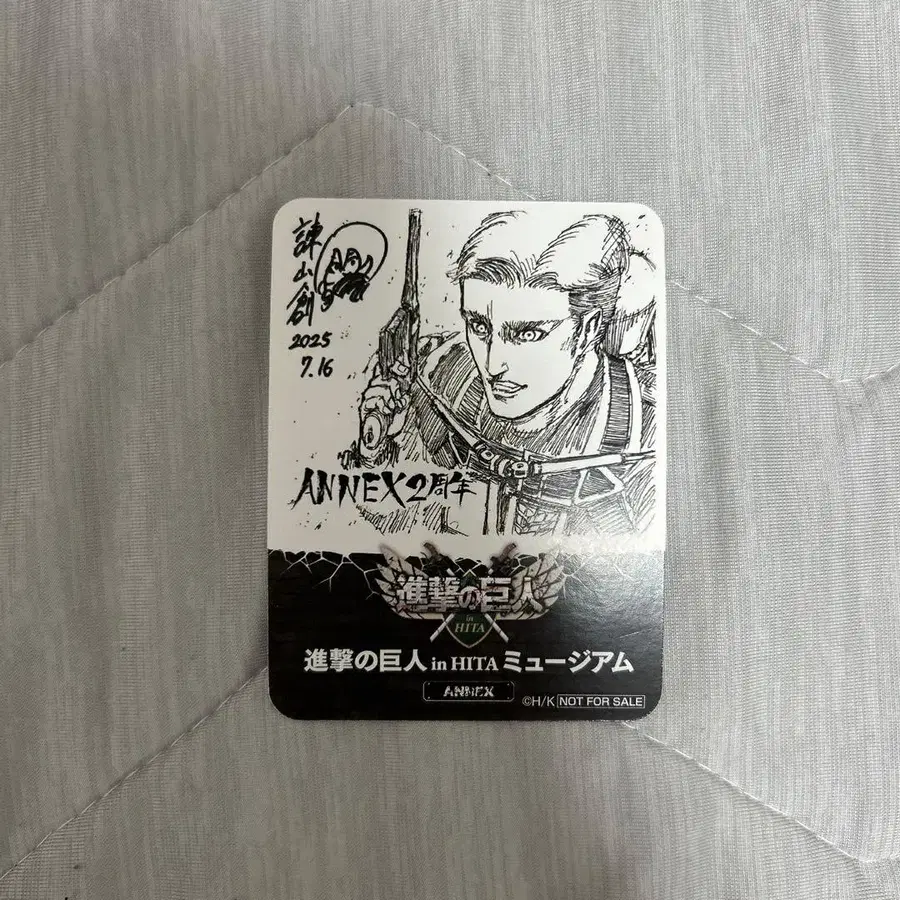 諫山創
2025
7.16
ANNEX2周年
進撃の巨人
in
HITA
進撃の巨人 in HITA ミュージアム
ANNEX
©H/K NOT FOR SALE